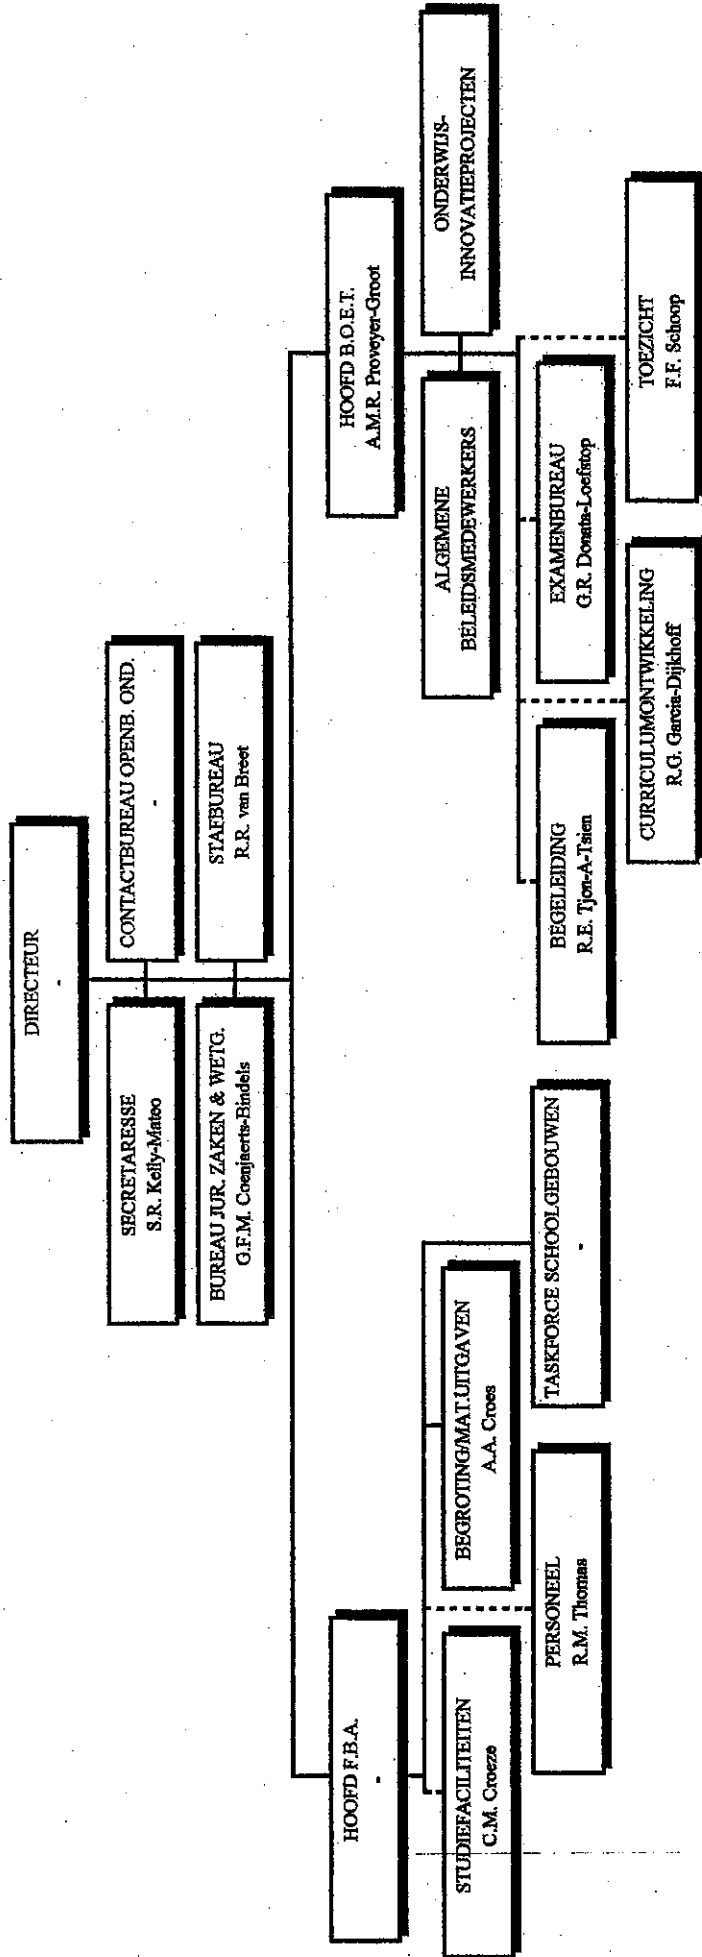 DIRECTEUR
-
SECRETARESSE
S.R. Kelly-Mateo
CONTACTBUREAU OPENB. OND.
-
BUREAU JUR. ZAKEN & WETG.
G.F.M. Coenjaerts-Bindels
STAFBUREAU
R.R. van Breet
HOOFD F.B.A.
-
HOOFD B.O.E.T.
A.M.R. Proveyer-Groot
STUDIEFACILITEITEN
C.M. Croeze
BEGROTING/MAT.UITGAVEN
A.A. Croes
PERSONEEL
R.M. Thomas
TASKFORCE SCHOOLGEBOUWEN
-
ALGEMENE
BELEIDSMEDEWERKERS
ONDERWIJS-
INNOVATIEPROJECTEN
BEGELEIDING
R.E. Tjon-A-Tsien
EXAMENBUREAU
G.R. Donata-Loefstop
CURRICULUMONTWIKKELING
R.G. Garcia-Dijkhoff
TOEZICHT
F.F. Schoop